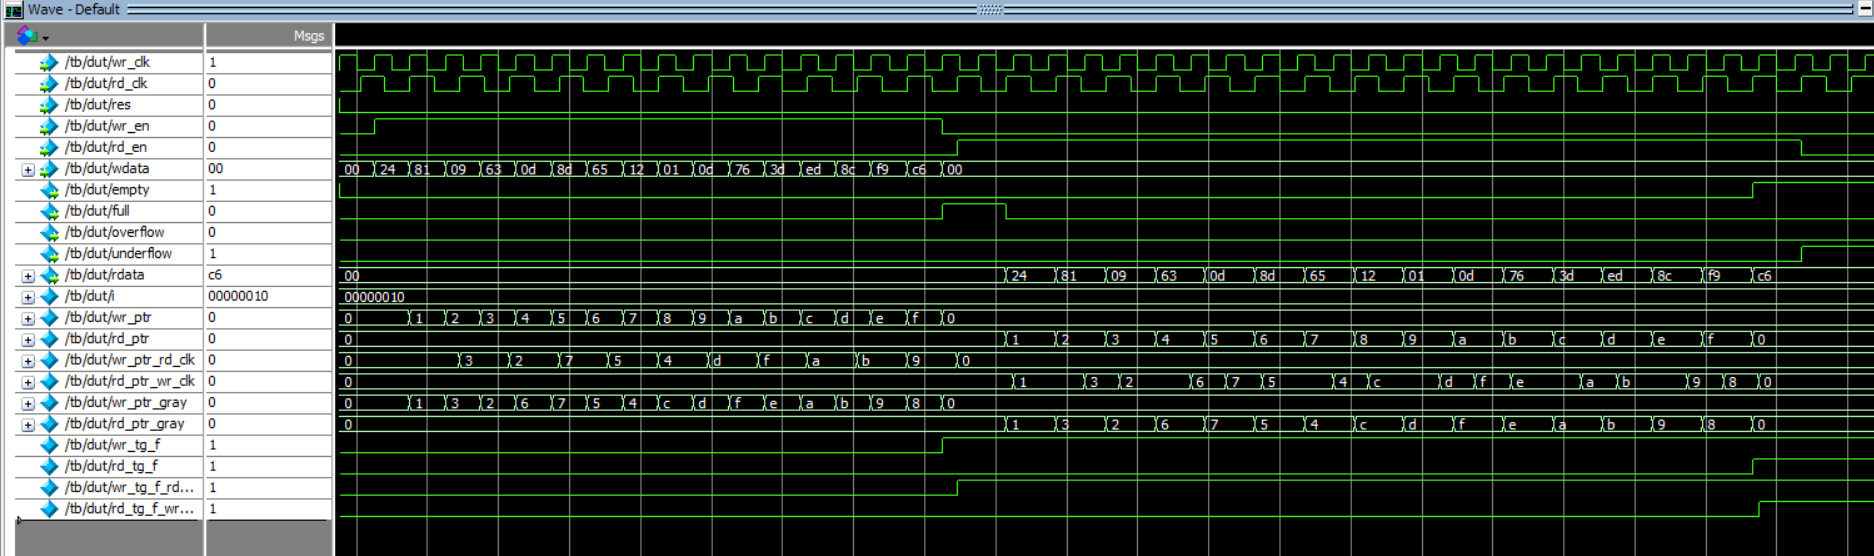 Wave - Default
Msgs
/tb/dut/wr_clk 1
/tb/dut/rd_clk 0
/tb/dut/res 0
/tb/dut/wr_en 0
/tb/dut/rd_en 0
/tb/dut/wdata 00 00 24 81 09 63 0d 8d 65 12 01 0d 76 3d ed 8c f9 c6 00
/tb/dut/empty 1
/tb/dut/full 0
/tb/dut/overflow 0
/tb/dut/underflow 1
/tb/dut/rdata c6 00 24 81 09 63 0d 8d 65 12 01 0d 76 3d ed 8c f9 c6
/tb/dut/i 00000010 00000010
/tb/dut/wr_ptr 0 0 1 2 3 4 5 6 7 8 9 a b c d e f 0
/tb/dut/rd_ptr 0 0 1 2 3 4 5 6 7 8 9 a b c d e f 0
/tb/dut/wr_ptr_rd_clk 0 0 3 2 7 5 4 d f a b 9 0
/tb/dut/rd_ptr_wr_clk 0 0 1 3 2 6 7 5 4 c d f e a b 9 8 0
/tb/dut/wr_ptr_gray 0 0 1 3 2 6 7 5 4 c d f e a b 9 8 0
/tb/dut/rd_ptr_gray 0 0 1 3 2 6 7 5 4 c d f e a b 9 8 0
/tb/dut/wr_tg_f 1
/tb/dut/rd_tg_f 1
/tb/dut/wr_tg_f_rd... 1
/tb/dut/rd_tg_f_wr... 1